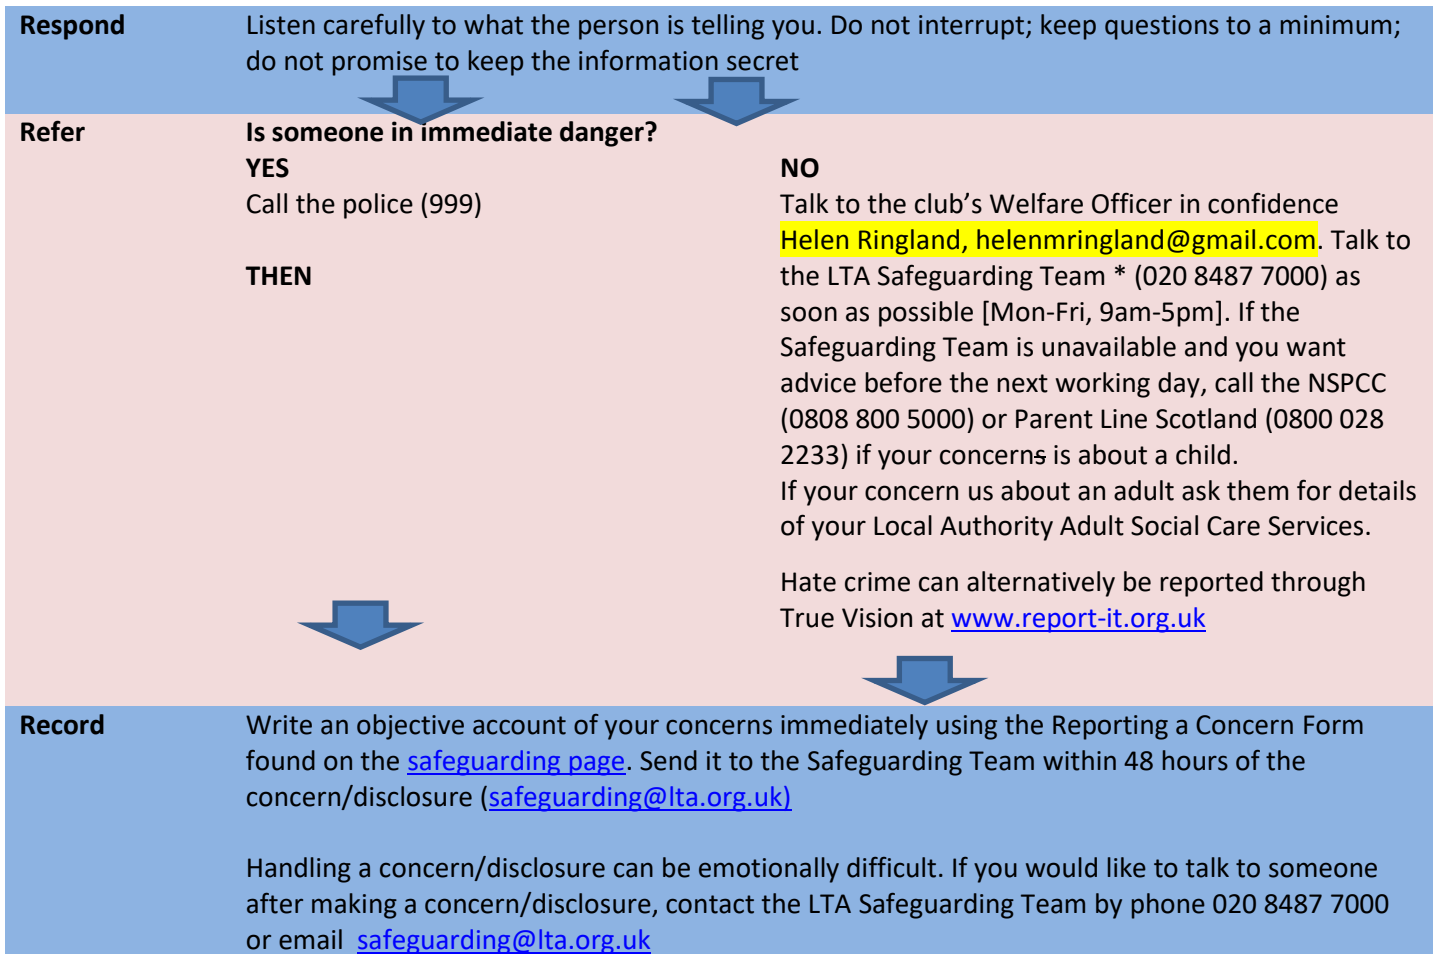 Respond
Listen carefully to what the person is telling you. Do not interrupt; keep questions to a minimum;
do not promise to keep the information secret
Refer
Is someone in immediate danger?
YES
Call the police (999)
THEN
NO
Talk to the club’s Welfare Officer in confidence
Helen Ringland, helenmringland@gmail.com. Talk to
the LTA Safeguarding Team * (020 8487 7000) as
soon as possible [Mon-Fri, 9am-5pm]. If the
Safeguarding Team is unavailable and you want
advice before the next working day, call the NSPCC
(0808 800 5000) or Parent Line Scotland (0800 028
2233) if your concerns is about a child.
If your concern us about an adult ask them for details
of your Local Authority Adult Social Care Services.
Hate crime can alternatively be reported through
True Vision at www.report-it.org.uk
Record
Write an objective account of your concerns immediately using the Reporting a Concern Form
found on the safeguarding page. Send it to the Safeguarding Team within 48 hours of the
concern/disclosure (safeguarding@lta.org.uk)
Handling a concern/disclosure can be emotionally difficult. If you would like to talk to someone
after making a concern/disclosure, contact the LTA Safeguarding Team by phone 020 8487 7000
or email safeguarding@lta.org.uk